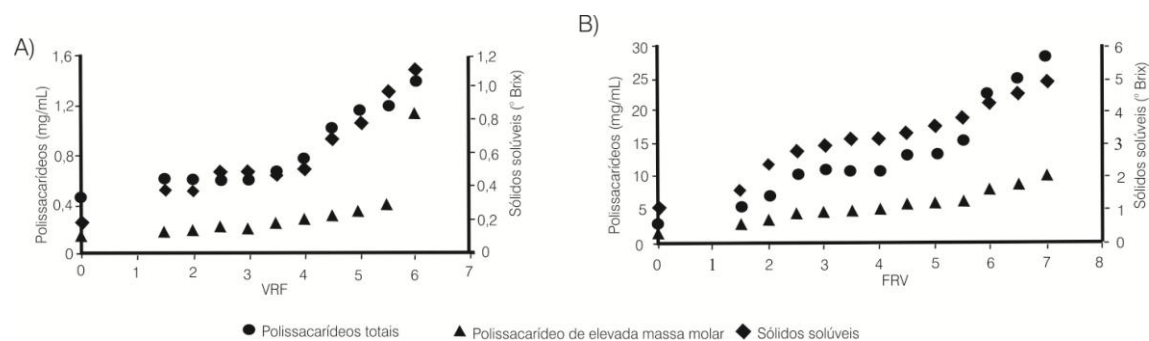 A)
Polissacarídeos (mg/mL)
1,6
1,2
0,8
0,4
0
1,2
1,0
0,8
0,6
0,4
0,2
0
Sólidos solúveis (° Brix)
0 1 2 3 4 5 6 7
VRF
B)
Polissacarídeos (mg/mL)
30
25
20
15
10
5
0
6
5
4
3
2
1
0
Sólidos solúveis (° Brix)
0 1 2 3 4 5 6 7 8
FRV
Polissacarídeos totais Polissacarídeo de elevada massa molar Sólidos solúveis